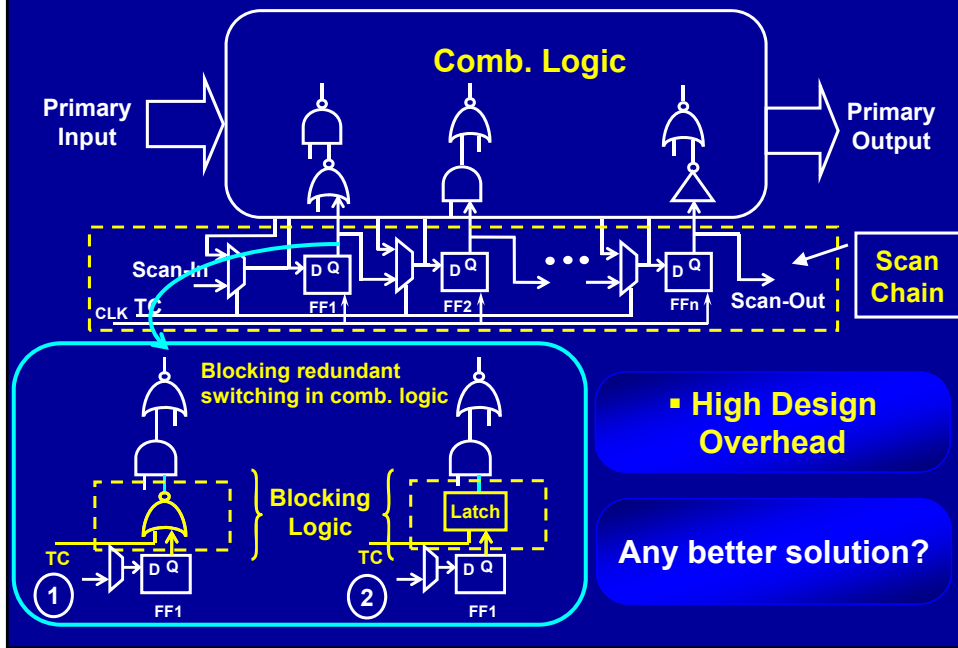 Comb. Logic
Primary
Input
Primary
Output
Scan-In
D Q
D Q
D Q
Scan-Out
Scan
Chain
CLK
TC
FF1
FF2
FFn
Blocking redundant
switching in comb. logic
▪ High Design
Overhead
Blocking
Logic
Latch
TC
D Q
FF1
1
TC
D Q
FF1
2
Any better solution?